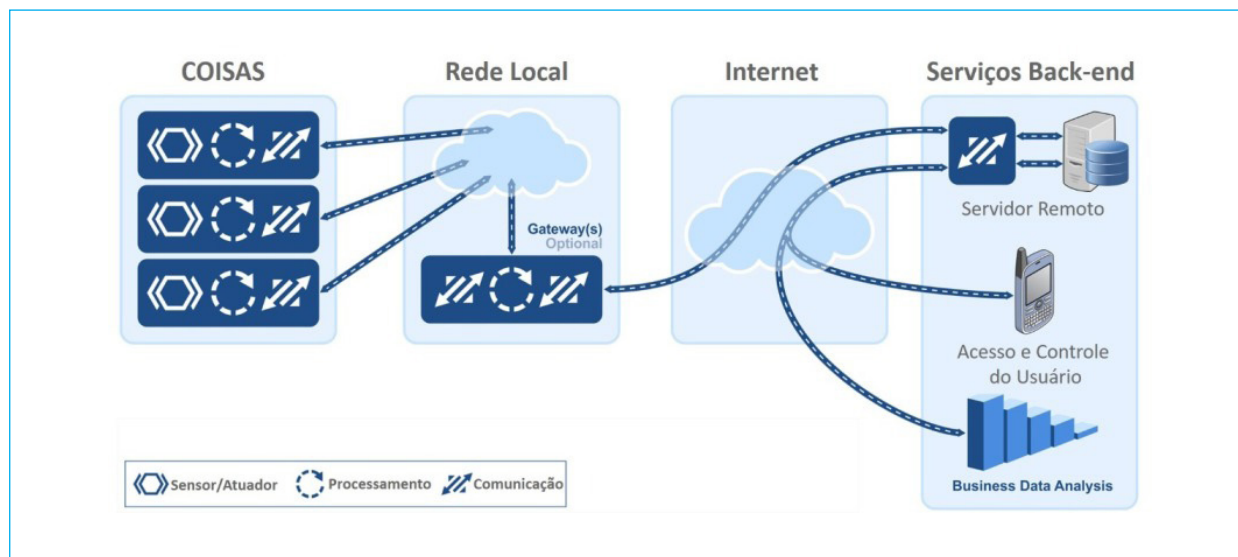 COISAS
Rede Local
Internet
Serviços Back-end
Gateway(s)
Optional
Servidor Remoto
Acesso e Controle
do Usuário
Business Data Analysis
Sensor/Atuador
Processamento
Comunicação